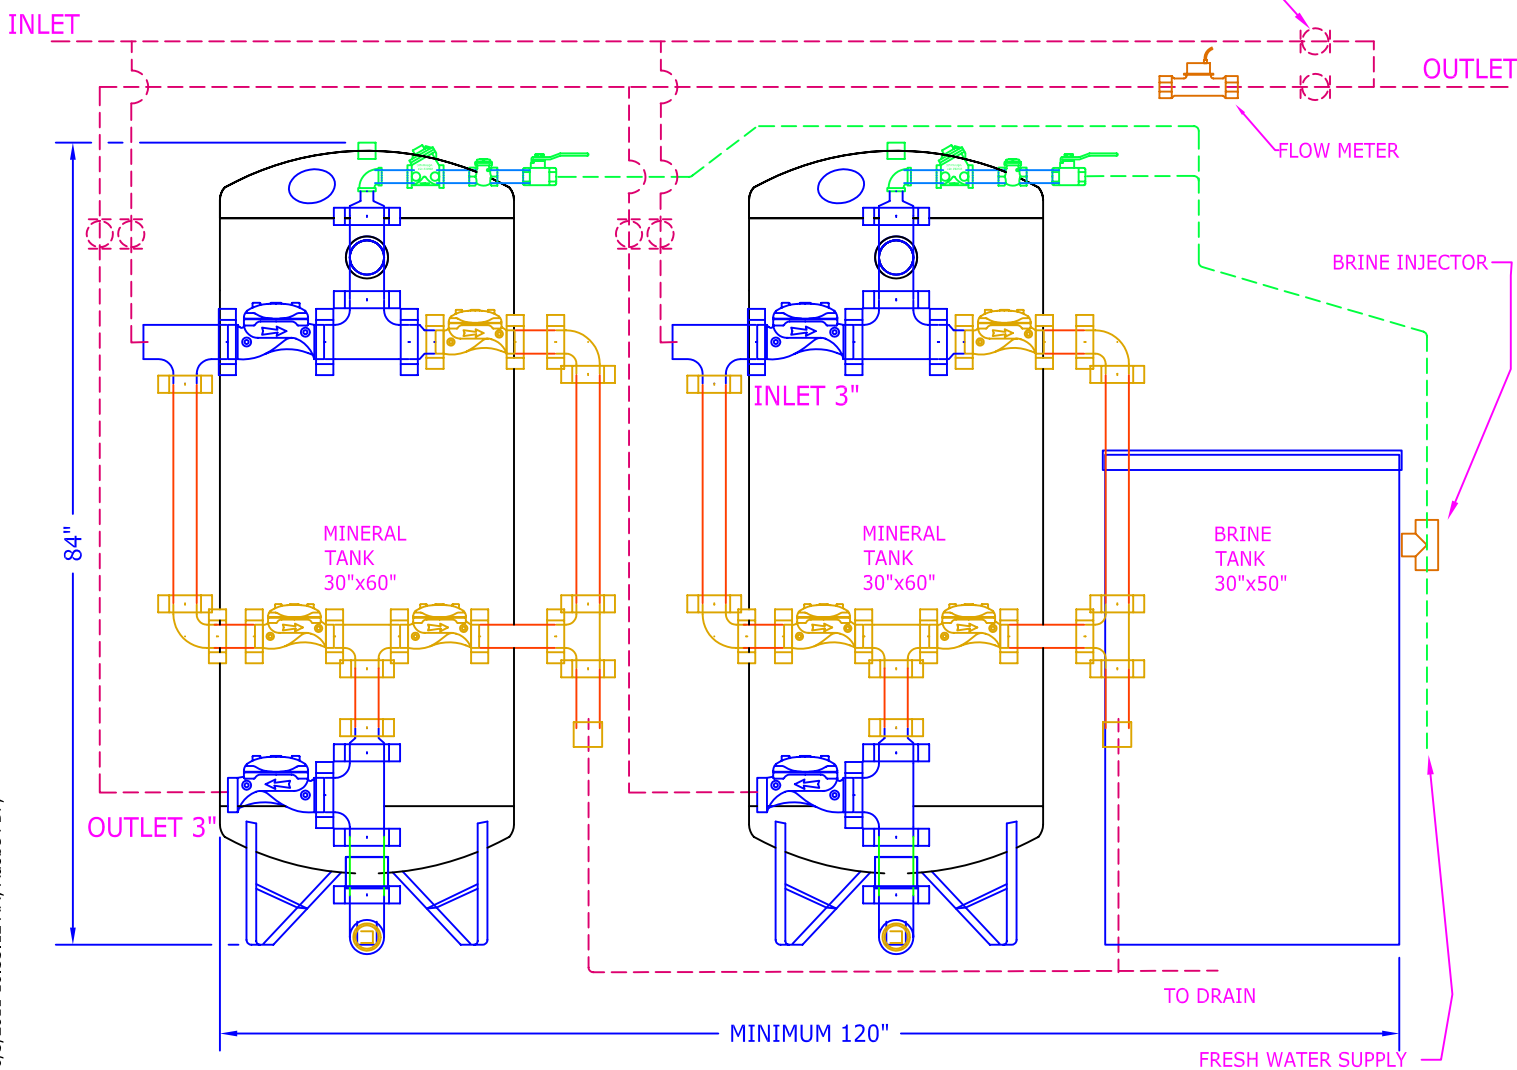 INLET
OUTLET
FLOW METER
BRINE INJECTOR
INLET 3"
84"
MINERAL
TANK
30"x60"
MINERAL
TANK
30"x60"
BRINE
TANK
30"x50"
OUTLET 3"
TO DRAIN
MINIMUM 120"
FRESH WATER SUPPLY